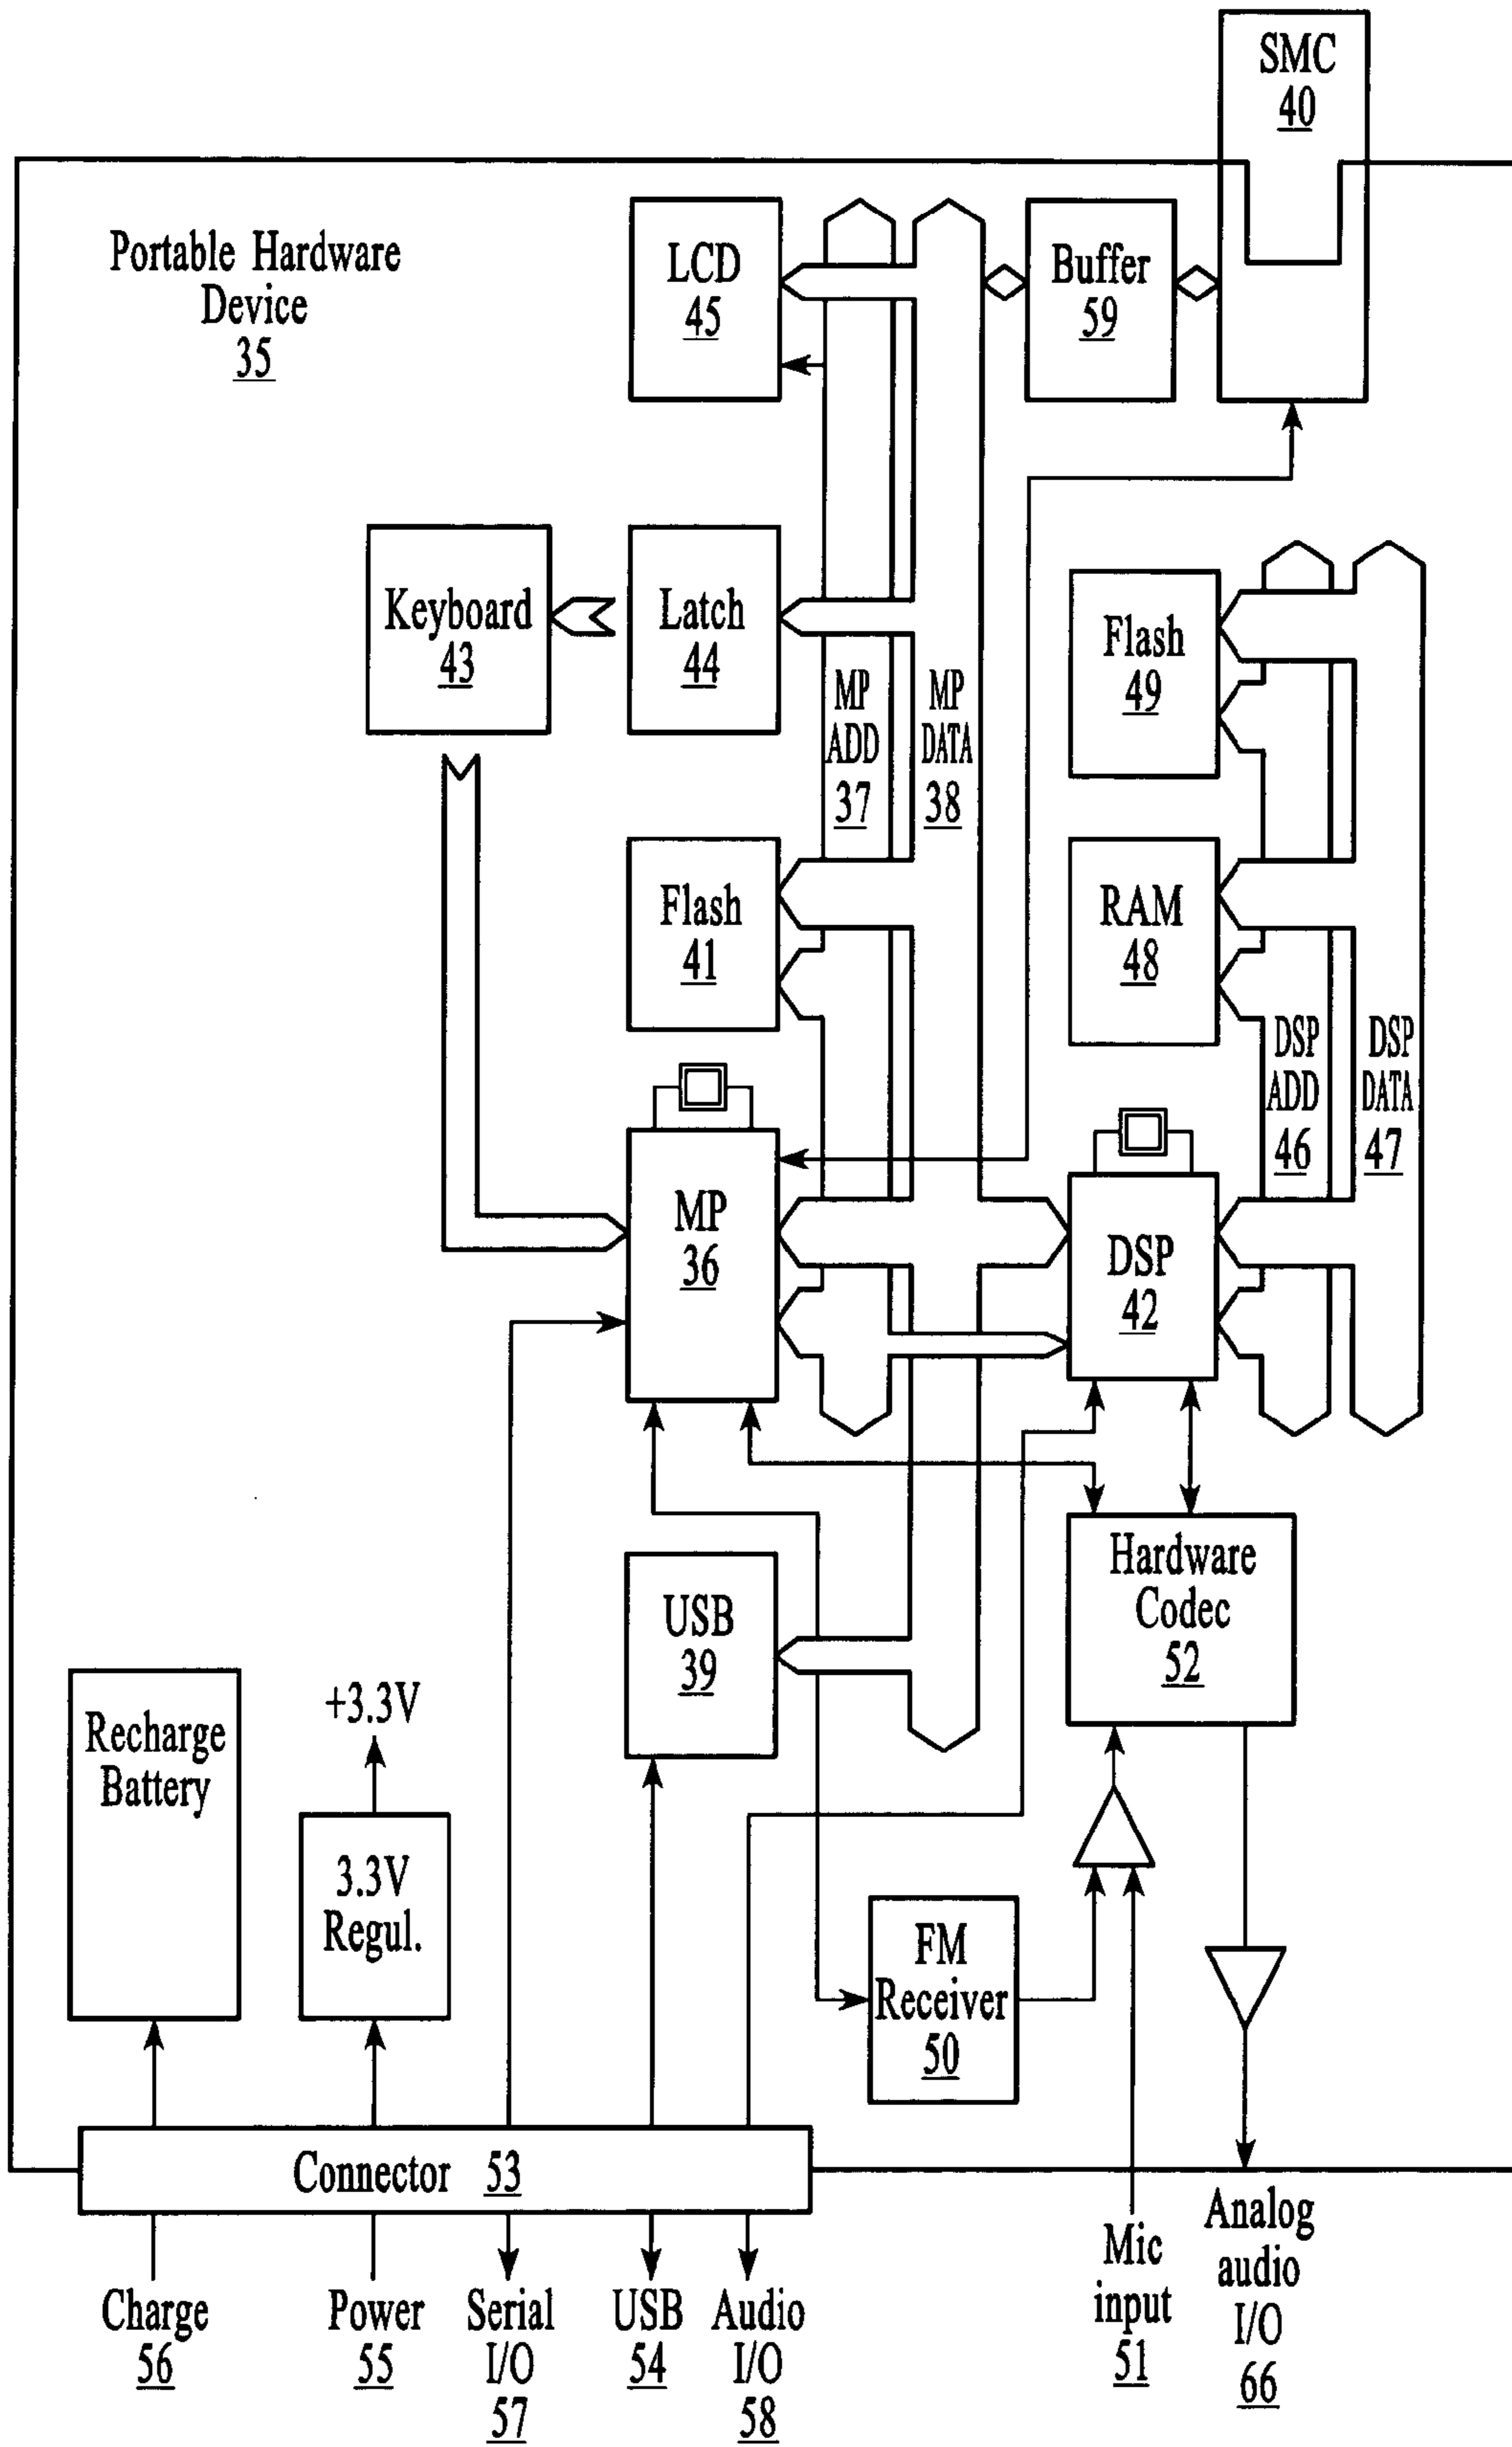 SMC
40
Portable Hardware
Device
35
LCD
45
Buffer
59
Keyboard
43
Latch
44
MP
ADD
37
MP
DATA
38
Flash
49
Flash
41
RAM
48
DSP
ADD
46
DSP
DATA
47
MP
36
DSP
42
Hardware
Codec
52
USB
39
Recharge
Battery
+3.3V
3.3V
Regul.
FM
Receiver
50
Connector 53
Charge
56
Power
55
Serial
I/O
57
USB
54
Audio
I/O
58
Mic
input
51
Analog
audio
I/O
66